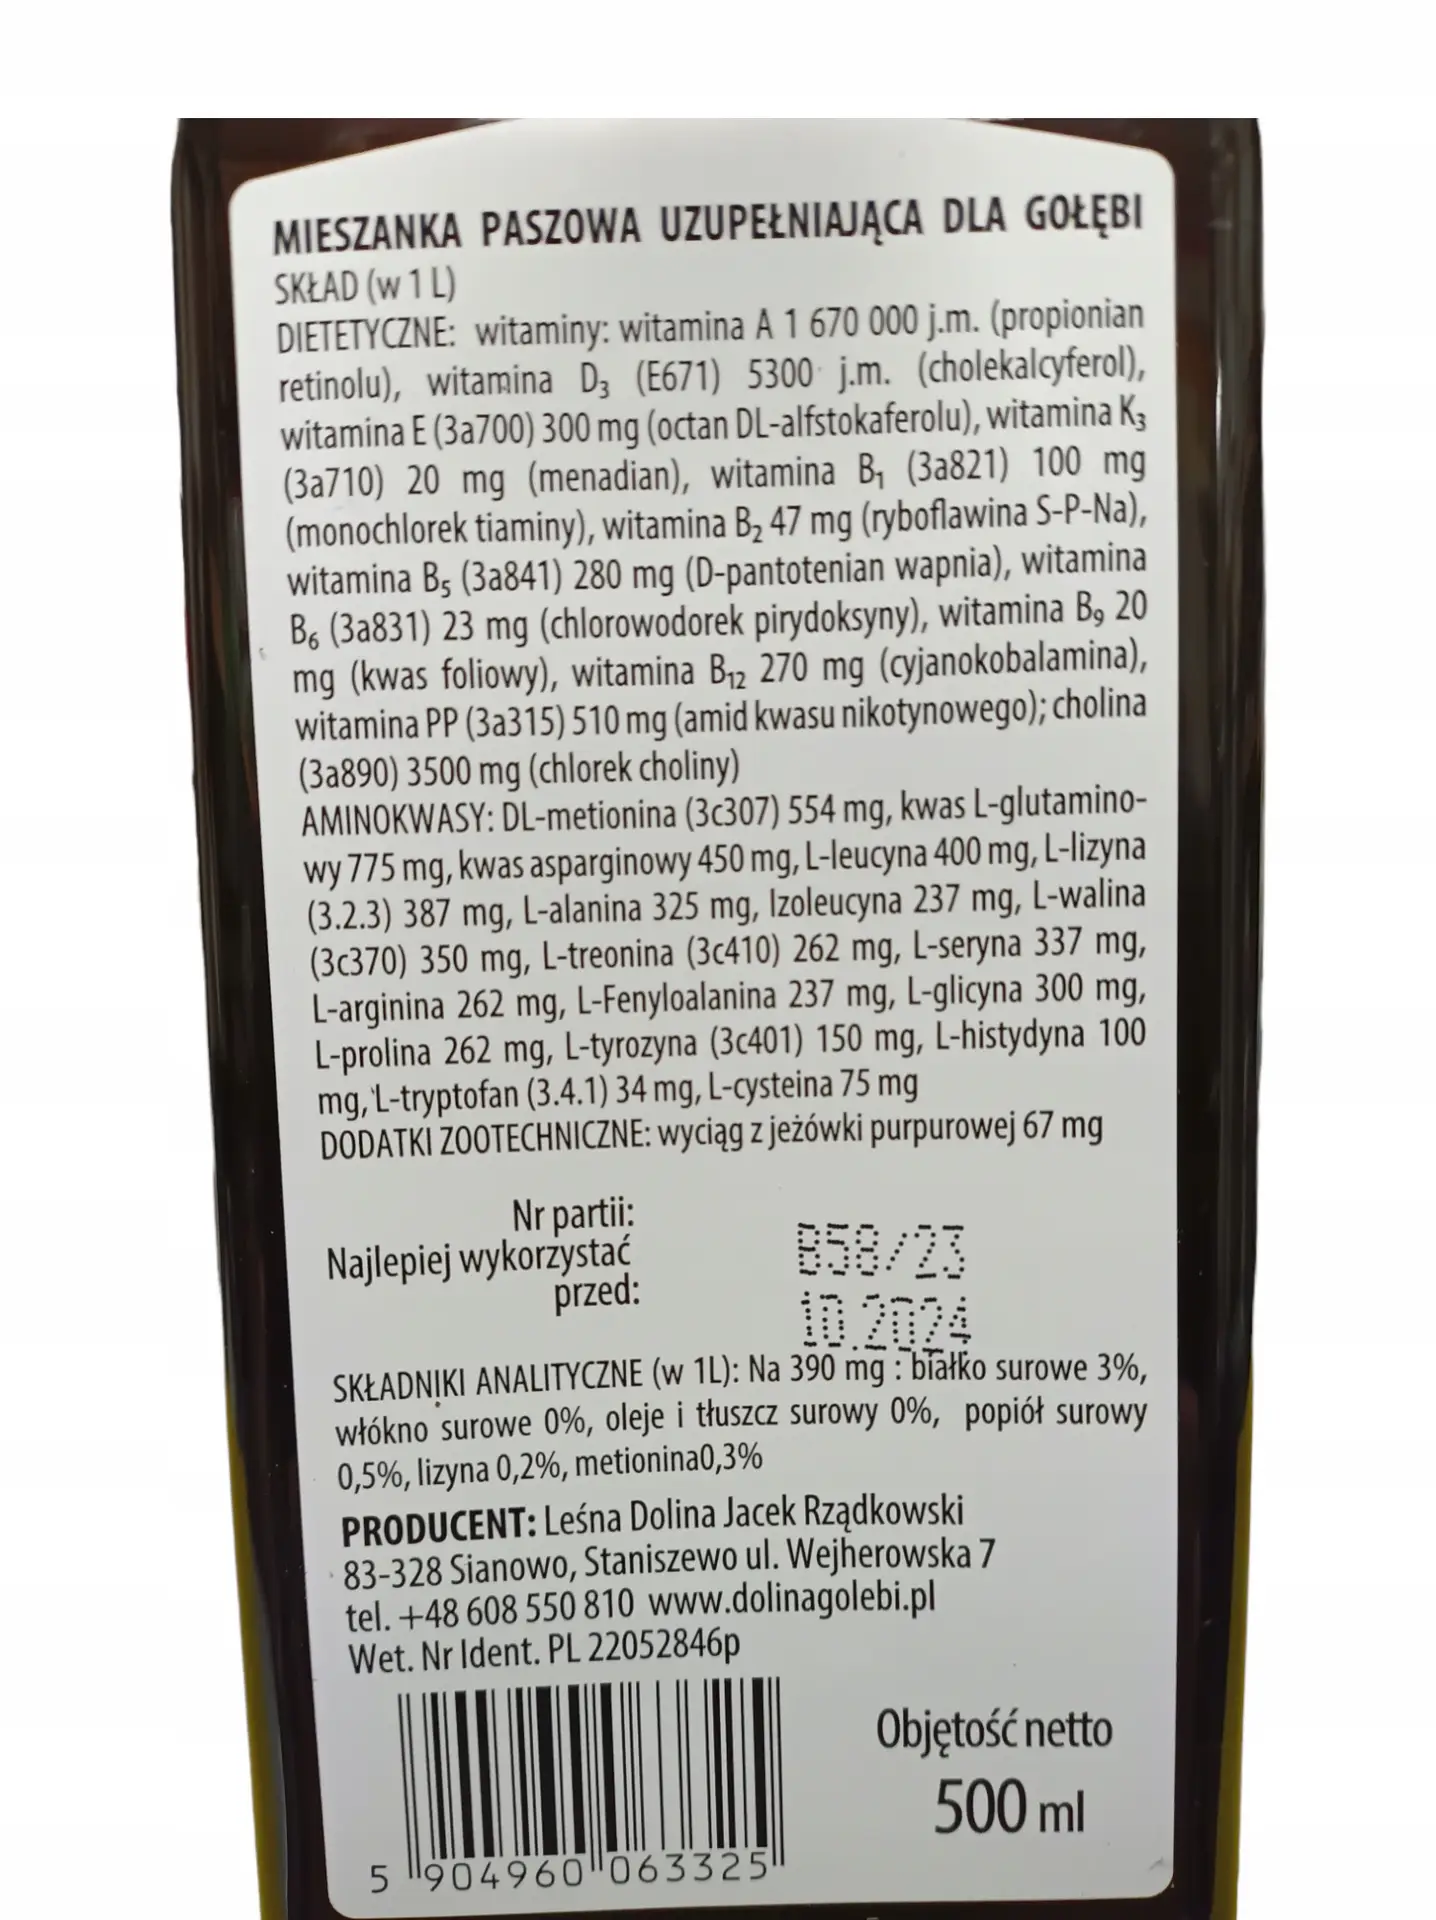 MIESZANKA PASZOWA UZUPEŁNIAJĄCA DLA GOŁĘBI
SKŁAD (w 1 L)
DIETETYCZNE: witaminy: witamina A 1 670 000 j.m. (propionian
retinolu), witamina D₃ (E671) 5300 j.m. (cholekalcyferol),
witamina E (3a700) 300 mg (octan DL-alfstokaferolu), witamina K₃
(3a710) 20 mg (menadian), witamina B₁ (3a821) 100 mg
(monochlorek tiaminy), witamina B₂ 47 mg (ryboflawina S-P-Na),
witamina B₅ (3a841) 280 mg (D-pantotenian wapnia), witamina
B₆ (3a831) 23 mg (chlorowodorek pirydoksyny), witamina B₉ 20
mg (kwas foliowy), witamina B₁₂ 270 mg (cyjanokobalamina),
witamina PP (3a315) 510 mg (amid kwasu nikotynowego); cholina
(3a890) 3500 mg (chlorek choliny)
AMINOKWASY: DL-metionina (3c307) 554 mg, kwas L-glutamino-
wy 775 mg, kwas asparginowy 450 mg, L-leucyna 400 mg, L-lizyna
(3.2.3) 387 mg, L-alanina 325 mg, Izoleucyna 237 mg, L-walina
(3c370) 350 mg, L-treonina (3c410) 262 mg, L-seryna 337 mg,
L-arginina 262 mg, L-Fenyloalanina 237 mg, L-glicyna 300 mg,
L-prolina 262 mg, L-tyrozyna (3c401) 150 mg, L-histydyna 100
mg, L-tryptofan (3.4.1) 34 mg, L-cysteina 75 mg
DODATKI ZOOTECHNICZNE: wyciąg z jeżówki purpurowej 67 mg
Nr partii: B58/23
Najlepiej wykorzystać
przed: 10.2024
SKŁADNIKI ANALITYCZNE (w 1L): Na 390 mg : białko surowe 3%,
włókno surowe 0%, oleje i tłuszcz surowy 0%, popiół surowy
0,5%, lizyna 0,2%, metionina0,3%
PRODUCENT: Leśna Dolina Jacek Rządkowski
83-328 Sianowo, Staniszewo ul. Wejherowska 7
tel. +48 608 550 810 www.dolinagolebi.pl
Wet. Nr Ident. PL 22052846p
Objętość netto
500 ml
5 904960 063325